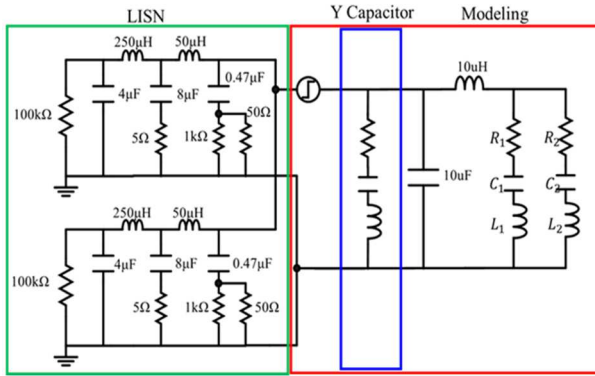 LISN
Y Capacitor
Modeling
250μH
50μH
0.47μF
4μF
8μF
50Ω
100kΩ
5Ω
1kΩ
10uH
R1
R2
10uF
C1
C2
L1
L2
250μH
50μH
0.47μF
4μF
8μF
100kΩ
5Ω
1kΩ
50Ω